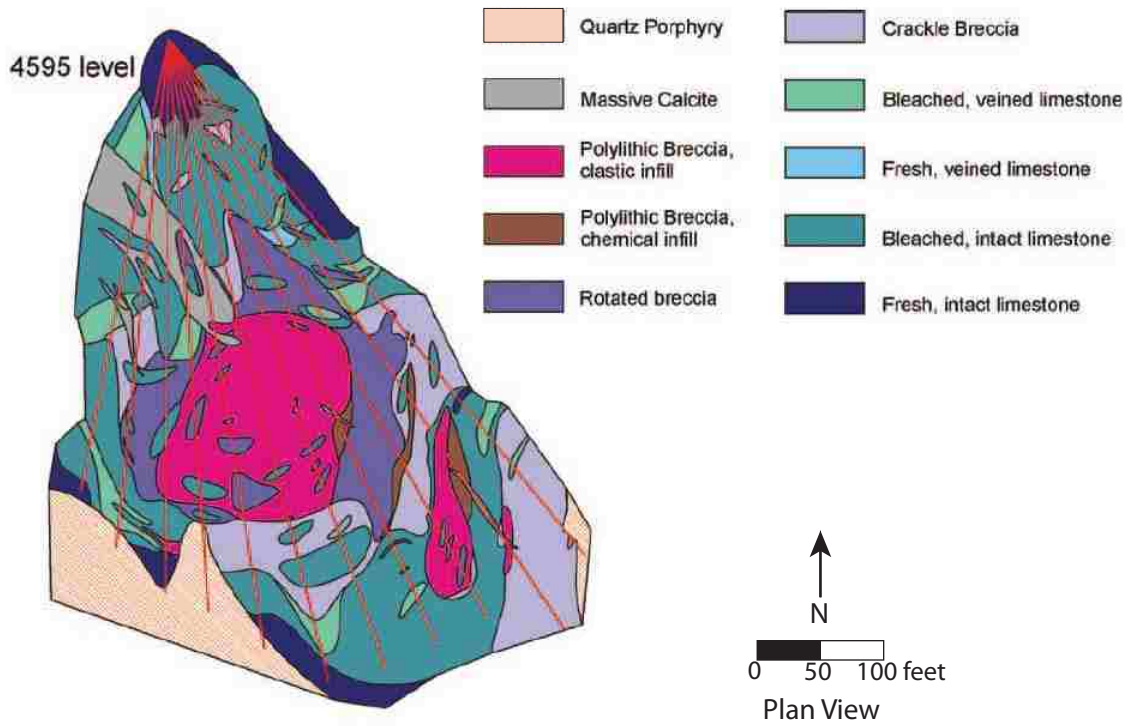 4595 level
Quartz Porphyry
Massive Calcite
Polylithic Breccia,
clastic infill
Polylithic Breccia,
chemical infill
Rotated breccia
Crackle Breccia
Bleached, veined limestone
Fresh, veined limestone
Bleached, intact limestone
Fresh, intact limestone
N
0 50 100 feet
Plan View